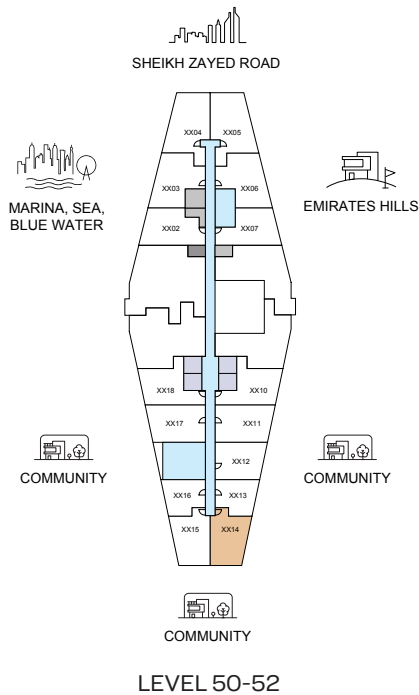 SHEIKH ZAYED ROAD
XX04 XX05
MARINA, SEA,
BLUE WATER
XX03 XX06
EMIRATES HILLS
XX02 XX07
XX18 XX10
XX17 XX11
COMMUNITY
XX12
COMMUNITY
XX16 XX13
XX15 XX14
COMMUNITY
LEVEL 50-52